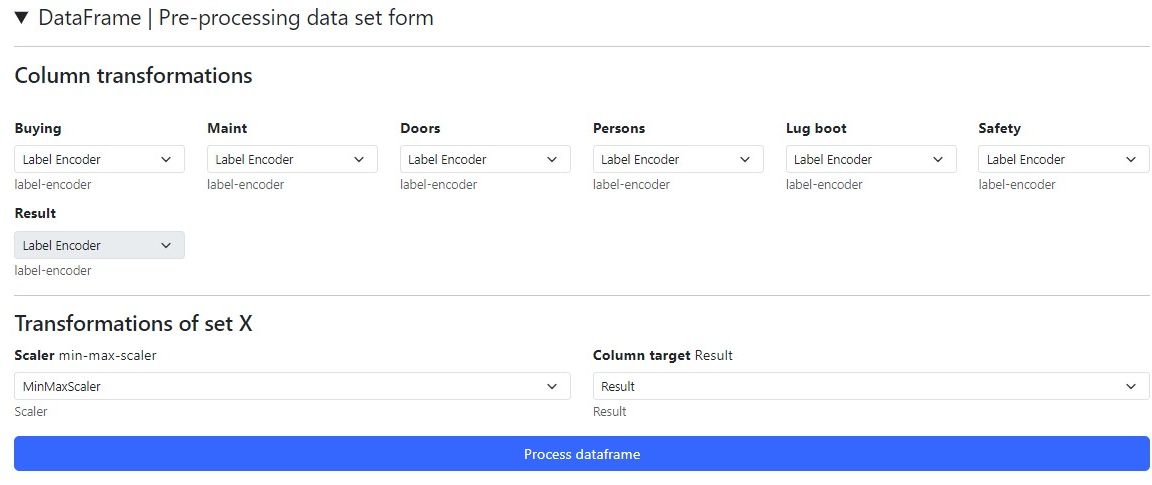 ▼ DataFrame | Pre-processing data set form
Column transformations
Buying Maint Doors Persons Lug boot Safety
Label Encoder Label Encoder Label Encoder Label Encoder Label Encoder Label Encoder
label-encoder label-encoder label-encoder label-encoder label-encoder label-encoder
Result
Label Encoder
label-encoder
Transformations of set X
Scaler min-max-scaler Column target Result
MinMaxScaler Result
Scaler Result
Process dataframe